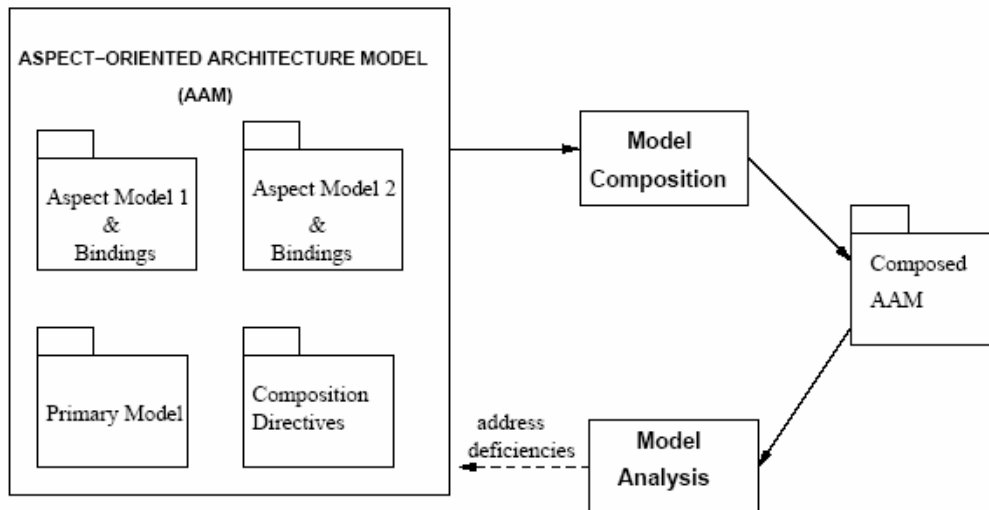 ASPECT−ORIENTED ARCHITECTURE MODEL
(AAM)
Aspect Model 1
&
Bindings
Aspect Model 2
&
Bindings
Primary Model
Composition
Directives
Model
Composition
Composed
AAM
Model
Analysis
address
deficiencies